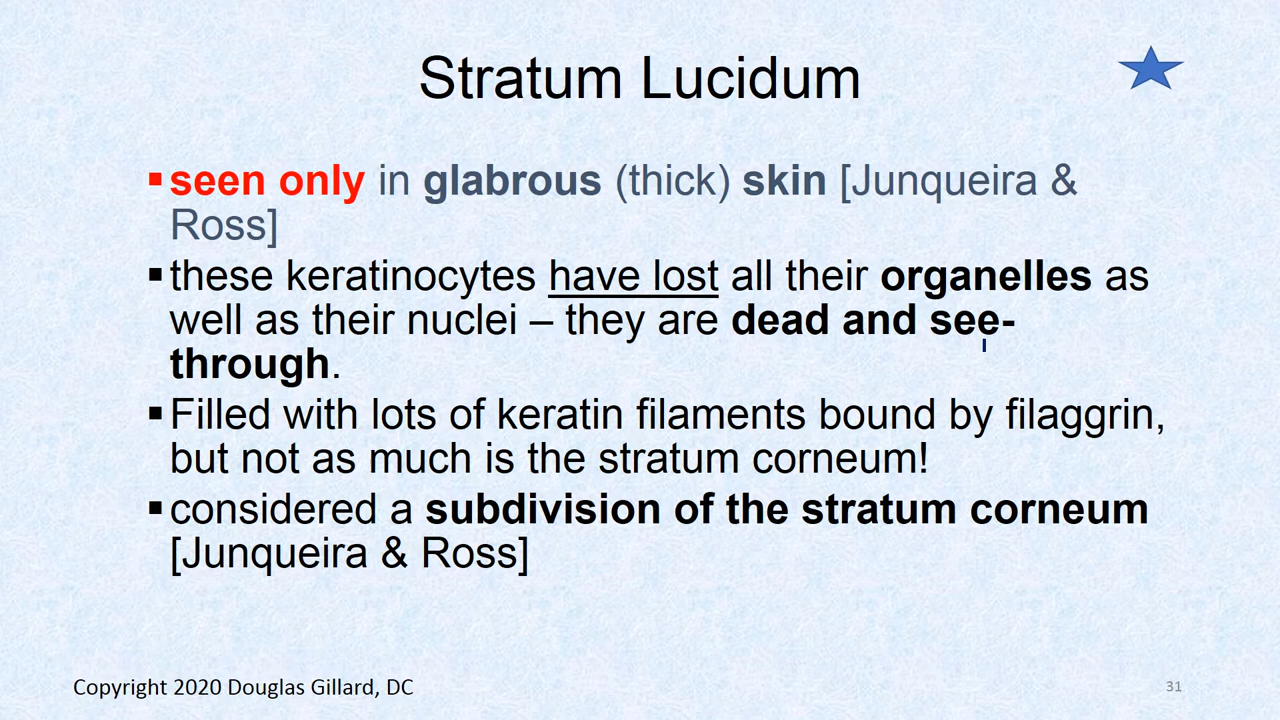 Stratum Lucidum
▪seen only in glabrous (thick) skin [Junqueira &
Ross]
▪these keratinocytes have lost all their organelles as
well as their nuclei – they are dead and see-
through.
▪Filled with lots of keratin filaments bound by filaggrin,
but not as much is the stratum corneum!
▪considered a subdivision of the stratum corneum
[Junqueira & Ross]
Copyright 2020 Douglas Gillard, DC
31